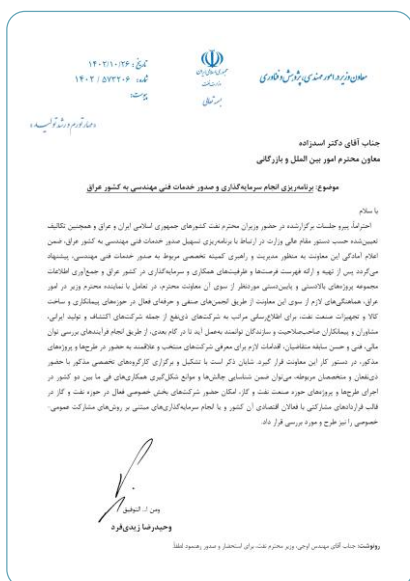 معاون وزیر در امور مهندسی، پژوهش و فناوری
جمهوری اسلامی ایران
وزارت نفت
بسمه تعالی
تاریخ: ۱۴۰۲/۱۰/۲۶
شماره: ۵۷۳۲۰۶ / ۱۴۰۲
پیوست:
«مهار تورم و رشد تولید»
جناب آقای دکتر اسدزاده
معاون محترم امور بین الملل و بازرگانی
موضوع: برنامه‌ریزی انجام سرمایه‌گذاری و صدور خدمات فنی مهندسی به کشور عراق
با سلام
احتراماً، پیرو جلسات برگزارشده در حضور وزیران محترم نفت کشورهای جمهوری اسلامی ایران و عراق و همچنین تکالیف
تعیین‌شده حسب دستور مقام عالی وزارت در ارتباط با برنامه‌ریزی تسهیل صدور خدمات فنی مهندسی به کشور عراق، ضمن
اعلام آمادگی این معاونت به منظور مدیریت و راهبری کمیته تخصصی مربوط به صدور خدمات فنی مهندسی، پیشنهاد
می‌گردد پس از تهیه و ارائه فهرست فرصت‌ها و ظرفیت‌های همکاری و سرمایه‌گذاری در کشور عراق و جمع‌آوری اطلاعات
مجموعه پروژه‌های بالادستی و پایین‌دستی موردنظر از سوی آن معاونت محترم، در تعامل با نماینده محترم وزیر در امور
عراق، هماهنگی‌های لازم از سوی این معاونت از طریق انجمن‌های صنفی و حرفه‌ای فعال در حوزه‌های پیمانکاری و ساخت
کالا و تجهیزات صنعت نفت، برای اطلاع‌رسانی مراتب به شرکت‌های ذی‌نفع از جمله شرکت‌های اکتشاف و تولید ایرانی،
مشاوران و پیمانکاران صاحب‌صلاحیت و سازندگان توانمند به‌عمل آید تا در گام بعدی، از طریق انجام فرآیندهای بررسی توان
مالی، فنی و حسن سابقه متقاضیان، اقدامات لازم برای معرفی شرکت‌های منتخب و علاقمند به حضور در طرح‌ها و پروژه‌های
مذکور، در دستور کار این معاونت قرار گیرد. شایان ذکر است با تشکیل و برگزاری کارگروه‌های تخصصی مذکور با حضور
ذی‌نفعان و متخصصان مربوطه، می‌توان ضمن شناسایی چالش‌ها و موانع شکل‌گیری همکاری‌های فی ما بین دو کشور در
اجرای طرح‌ها و پروژه‌های حوزه صنعت نفت و گاز، امکان حضور شرکت‌های بخش خصوصی فعال در حوزه نفت و گاز در
قالب قراردادهای مشارکتی با فعالان اقتصادی آن کشور و یا انجام سرمایه‌گذاری‌های مبتنی بر روش‌های مشارکت عمومی-
خصوصی را نیز طرح و مورد بررسی قرار داد.
ومن ا... التوفیق
وحیدرضا زیدی‌فرد
رونوشت: جناب آقای مهندس اوجی، وزیر محترم نفت، برای استحضار و صدور رهنمود لطفاً.